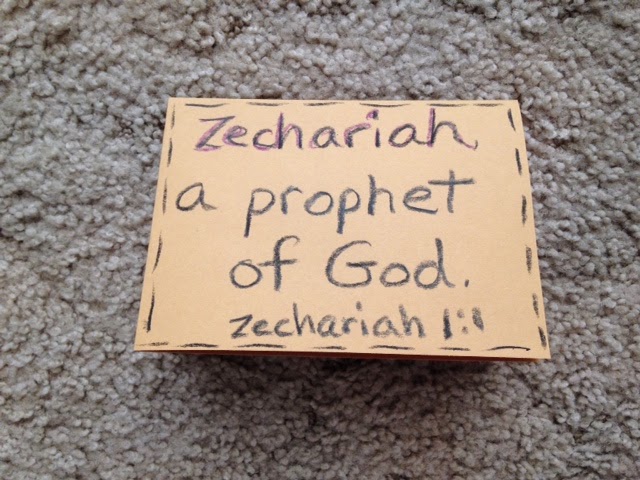 Zechariah,
a prophet
of God.
Zechariah 1:1